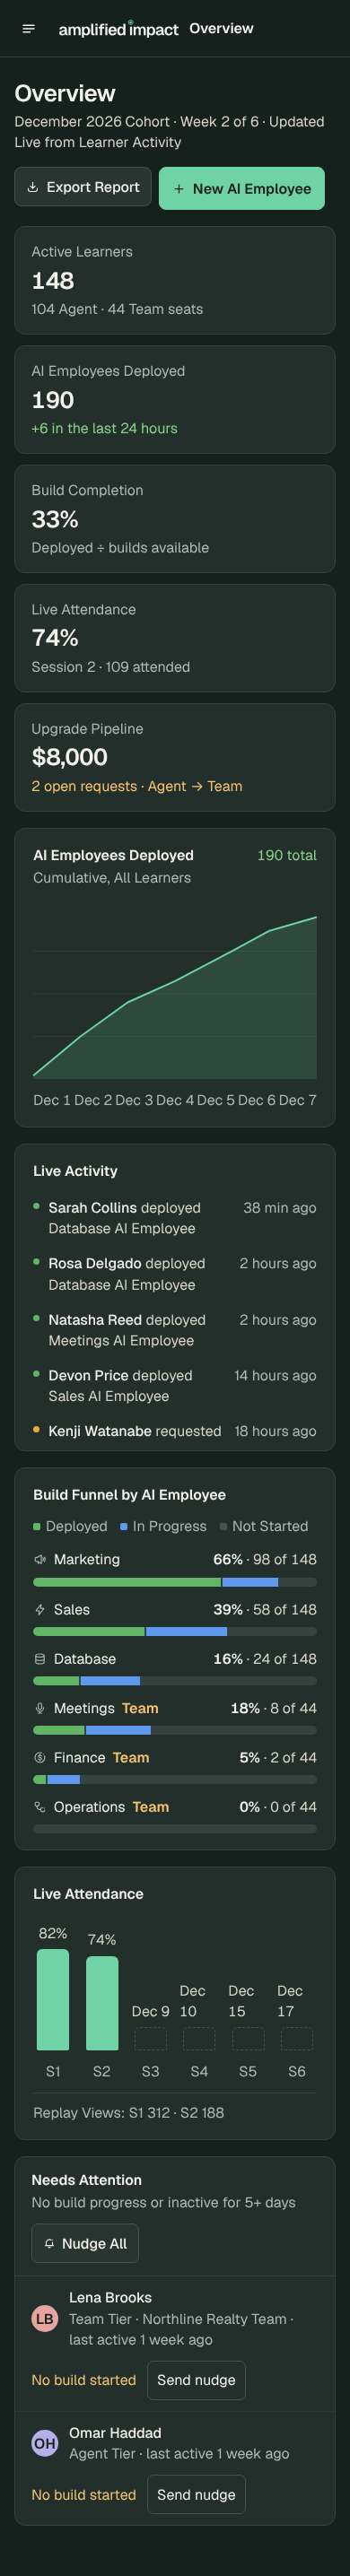 amplified impact Overview
Overview
December 2026 Cohort · Week 2 of 6 · Updated
Live from Learner Activity
Export Report
+ New AI Employee
Active Learners
148
104 Agent · 44 Team seats
AI Employees Deployed
190
+6 in the last 24 hours
Build Completion
33%
Deployed ÷ builds available
Live Attendance
74%
Session 2 · 109 attended
Upgrade Pipeline
$8,000
2 open requests · Agent → Team
AI Employees Deployed 190 total
Cumulative, All Learners
Dec 1 Dec 2 Dec 3 Dec 4 Dec 5 Dec 6 Dec 7
Live Activity
Sarah Collins deployed 38 min ago
Database AI Employee
Rosa Delgado deployed 2 hours ago
Database AI Employee
Natasha Reed deployed 2 hours ago
Meetings AI Employee
Devon Price deployed 14 hours ago
Sales AI Employee
Kenji Watanabe requested 18 hours ago
Build Funnel by AI Employee
Deployed In Progress Not Started
Marketing 66% · 98 of 148
Sales 39% · 58 of 148
Database 16% · 24 of 148
Meetings Team 18% · 8 of 44
Finance Team 5% · 2 of 44
Operations Team 0% · 0 of 44
Live Attendance
82% 74% Dec 9 Dec 10 Dec 15 Dec 17
S1 S2 S3 S4 S5 S6
Replay Views: S1 312 · S2 188
Needs Attention
No build progress or inactive for 5+ days
Nudge All
LB
Lena Brooks
Team Tier · Northline Realty Team ·
last active 1 week ago
No build started Send nudge
OH
Omar Haddad
Agent Tier · last active 1 week ago
No build started Send nudge